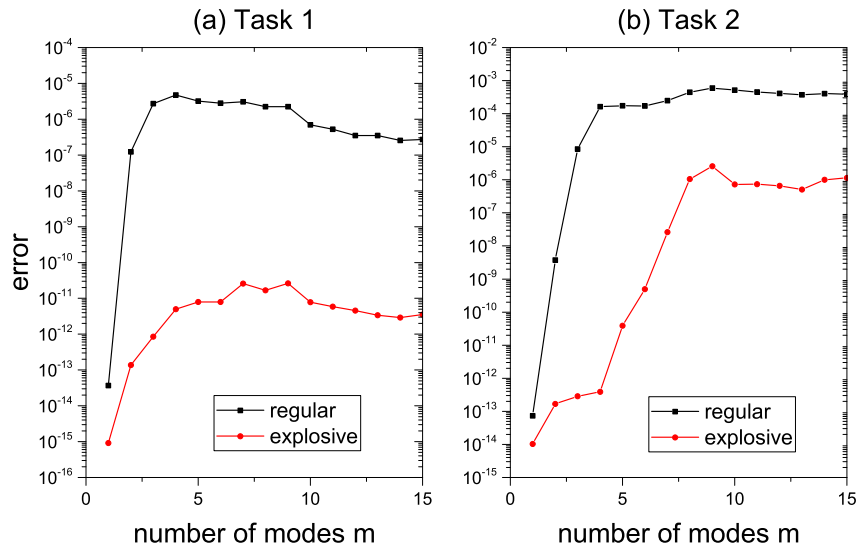 (a) Task 1
10⁻⁴
10⁻⁵
10⁻⁶
10⁻⁷
10⁻⁸
10⁻⁹
10⁻¹⁰
10⁻¹¹
10⁻¹²
10⁻¹³
10⁻¹⁴
10⁻¹⁵
10⁻¹⁶
error
regular
explosive
0 5 10 15
number of modes m
(b) Task 2
10⁻²
10⁻³
10⁻⁴
10⁻⁵
10⁻⁶
10⁻⁷
10⁻⁸
10⁻⁹
10⁻¹⁰
10⁻¹¹
10⁻¹²
10⁻¹³
10⁻¹⁴
10⁻¹⁵
regular
explosive
0 5 10 15
number of modes m